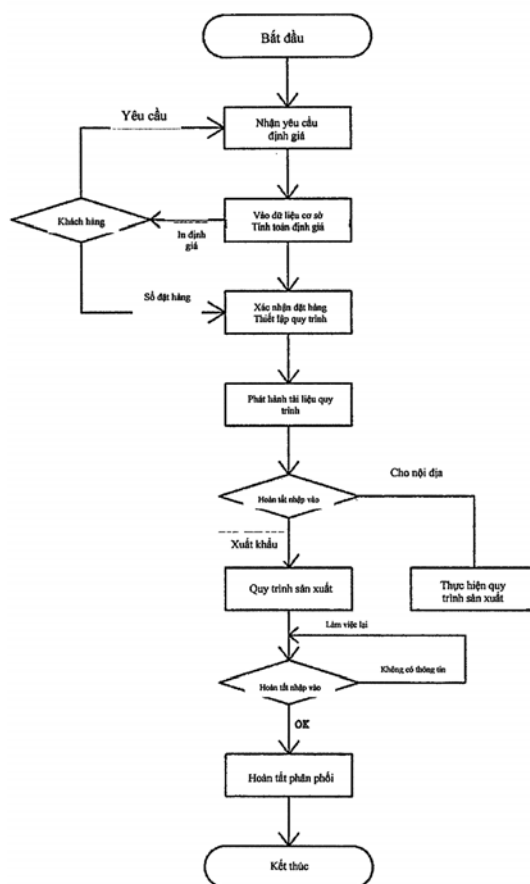 Bắt đầu
Yêu cầu
Nhận yêu cầu
định giá
Khách hàng
In định
giá
Vào dữ liệu cơ sở
Tính toán định giá
Số đặt hàng
Xác nhận đặt hàng
Thiết lập quy trình
Phát hành tài liệu quy
trình
Cho nội địa
Hoàn tất nhập vào
Xuất khẩu
Quy trình sản xuất
Thực hiện quy
trình sản xuất
Làm việc lại
Không có thông tin
Hoàn tất nhập vào
OK
Hoàn tất phân phối
Kết thúc